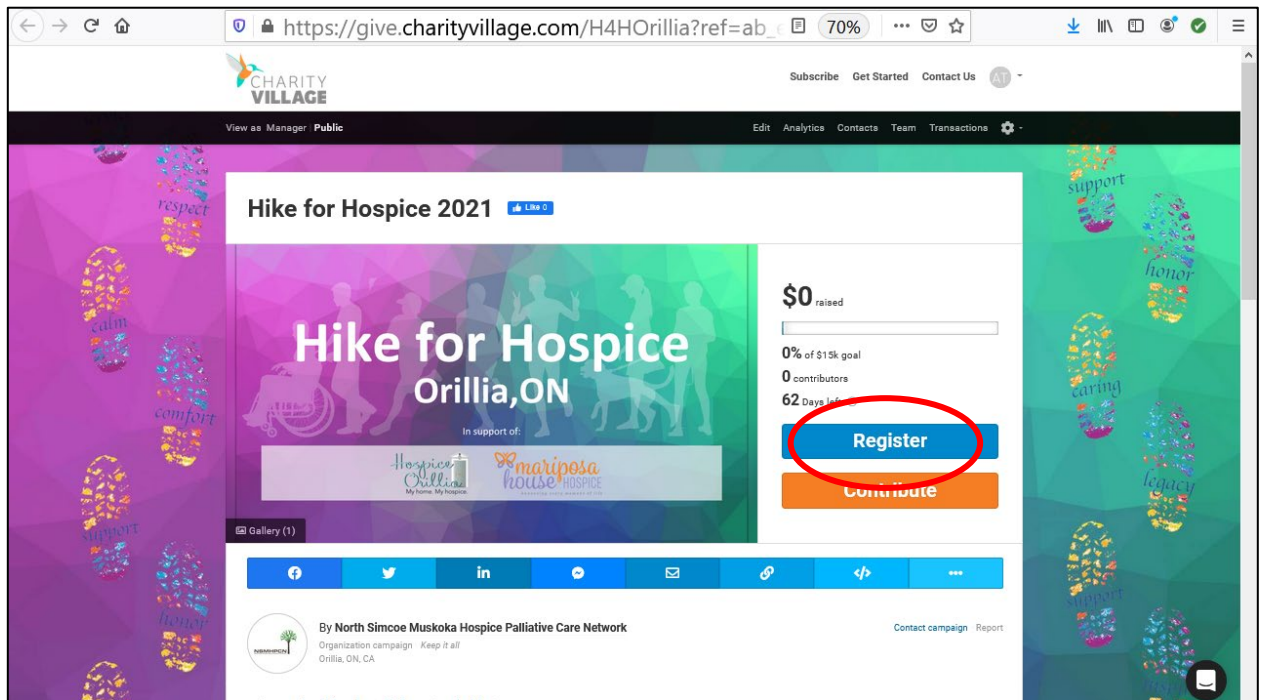 https://give.charityvillage.com/H4HOrillia?ref=ab_
70%
CHARITY
VILLAGE
Subscribe Get Started Contact Us AT
View as Manager | Public
Edit Analytics Contacts Team Transactions
Hike for Hospice 2021 Like 0
Hike for Hospice
Orillia,ON
In support of:
Hospice
Orillia
My home. My hospice.
mariposa
house HOSPICE
Gallery (1)
$0 raised
0% of $15k goal
0 contributors
62 Days left
Register
Contribute
in
By North Simcoe Muskoka Hospice Palliative Care Network
Organization campaign Keep it all
Orillia, ON, CA
NSMHPCN
Contact campaign Report
respect
calm
comfort
support
honor
support
honor
caring
legacy
support